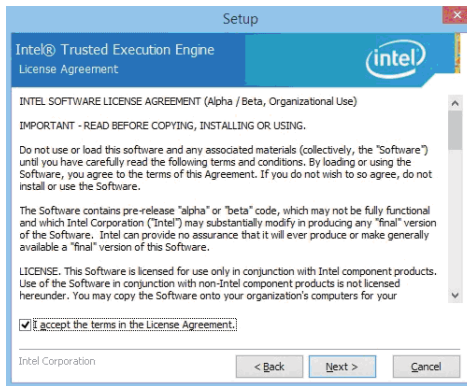 Setup
Intel® Trusted Execution Engine
License Agreement
intel
INTEL SOFTWARE LICENSE AGREEMENT (Alpha / Beta, Organizational Use)
IMPORTANT - READ BEFORE COPYING, INSTALLING OR USING.
Do not use or load this software and any associated materials (collectively, the "Software")
until you have carefully read the following terms and conditions. By loading or using the
Software, you agree to the terms of this Agreement. If you do not wish to so agree, do not
install or use the Software.
The Software contains pre-release "alpha" or "beta" code, which may not be fully functional
and which Intel Corporation ("Intel") may substantially modify in producing any "final" version
of the Software. Intel can provide no assurance that it will ever produce or make generally
available a "final" version of this Software.
LICENSE. This Software is licensed for use only in conjunction with Intel component products.
Use of the Software in conjunction with non-Intel component products is not licensed
hereunder. You may copy the Software onto your organization's computers for your
I accept the terms in the License Agreement.
Intel Corporation
< Back
Next >
Cancel